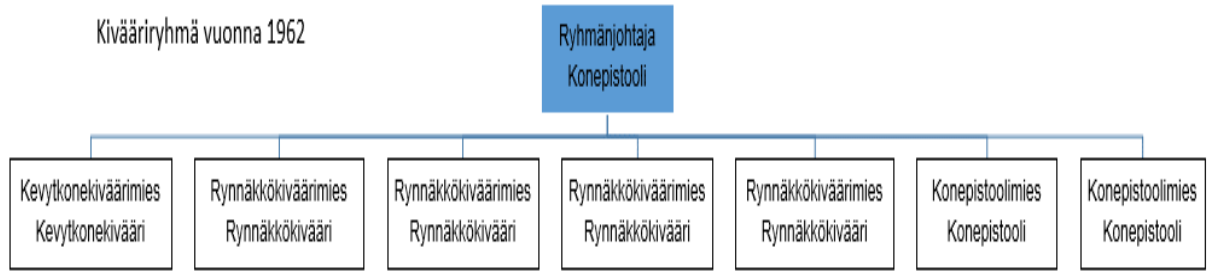 Kivääriryhmä vuonna 1962
Ryhmänjohtaja
Konepistooli
Kevytkonekiväärimies
Kevytkonekivääri
Rynnäkkökiväärimies
Rynnäkkökivääri
Rynnäkkökiväärimies
Rynnäkkökivääri
Rynnäkkökiväärimies
Rynnäkkökivääri
Rynnäkkökiväärimies
Rynnäkkökivääri
Konepistoolimies
Konepistooli
Konepistoolimies
Konepistooli